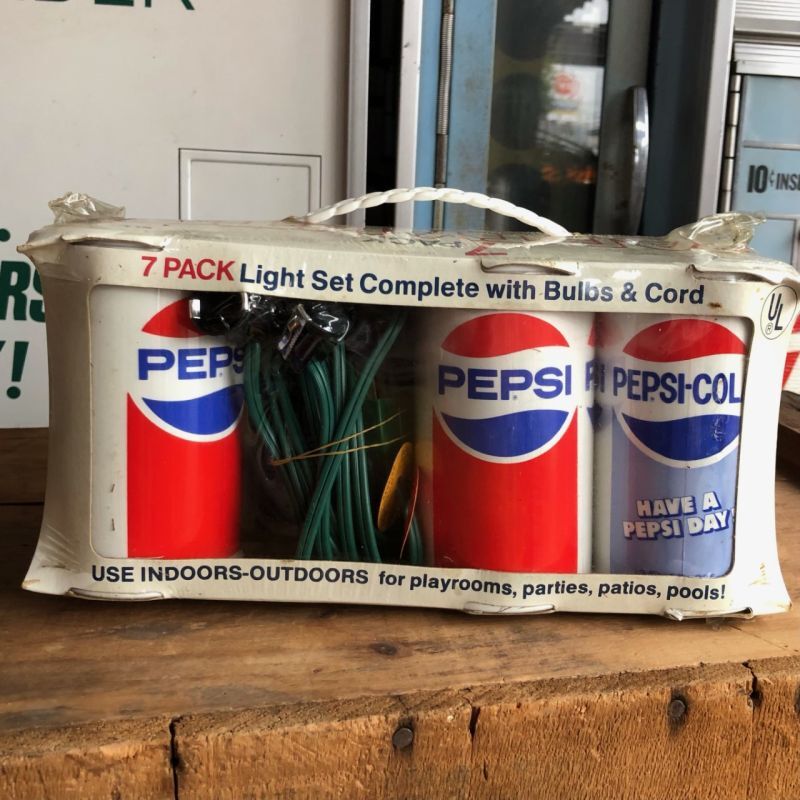 7 PACK Light Set Complete with Bulbs & Cord
UL
®
PEPS
PEPSI
PEPSI-COL
HAVE A
PEPSI DAY
USE INDOORS-OUTDOORS for playrooms, parties, patios, pools!
10¢ INSE